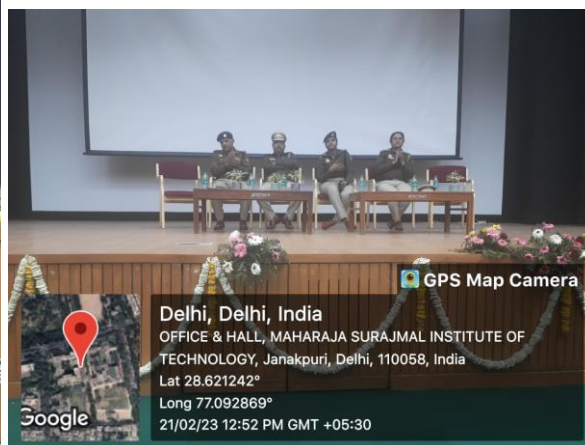 GPS Map Camera
Delhi, Delhi, India
OFFICE & HALL, MAHARAJA SURAJMAL INSTITUTE OF
TECHNOLOGY, Janakpuri, Delhi, 110058, India
Lat 28.621242°
Long 77.092869°
21/02/23 12:52 PM GMT +05:30
Google